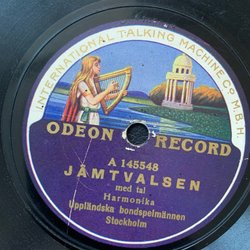 INTERNATIONAL TALKING MACHINE Co M.B.H.
ODEON RECORD
A 145548
JÄMTVALSEN
med tal
Harmonika
Uppländska bondspelmännen
Stockholm